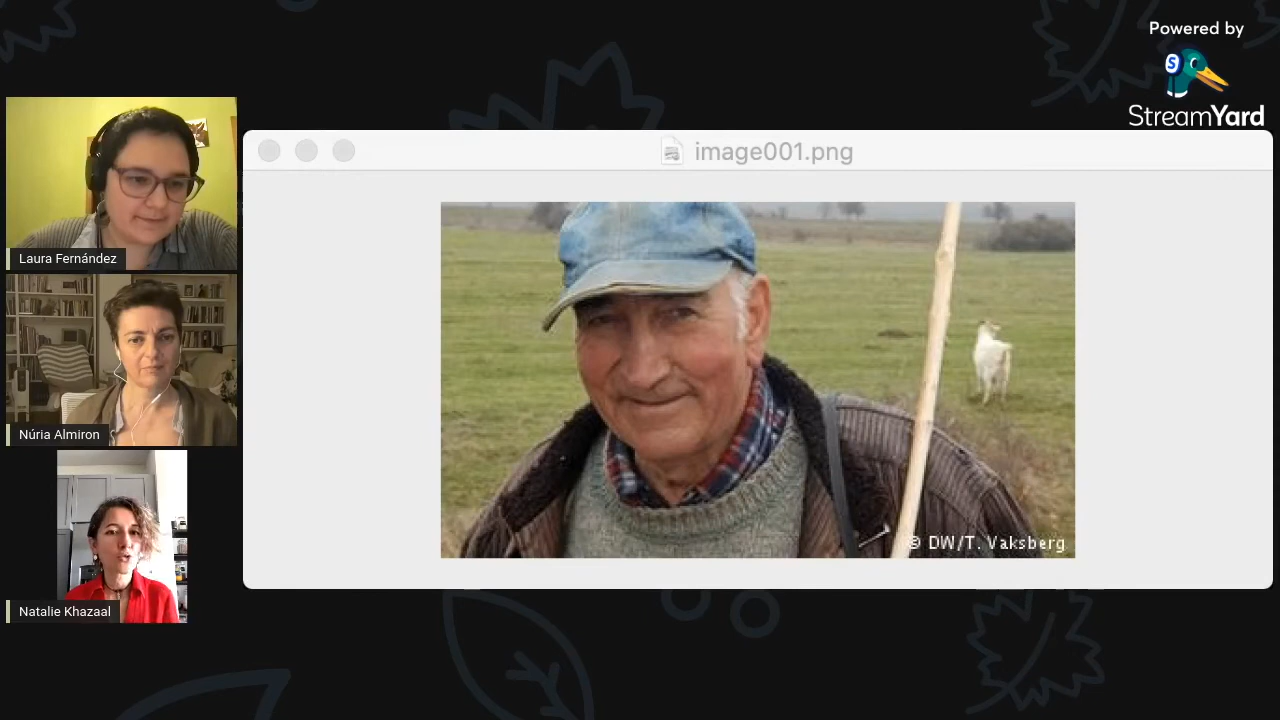 Powered by
StreamYard
image001.png
Laura Fernández
Núria Almiron
Natalie Khazaal
© DW/T. Vaksberg